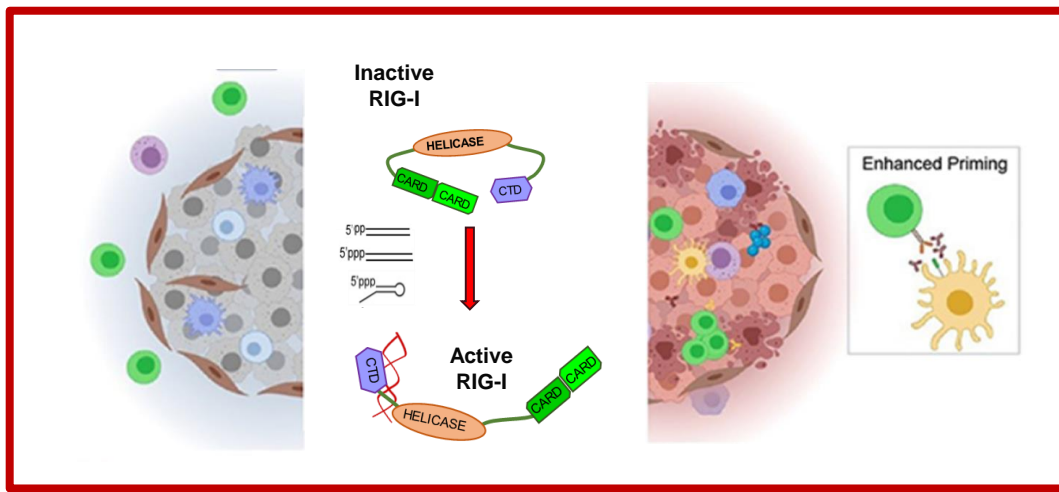 Inactive
RIG-I
HELICASE
CARD
CARD
CTD
5'pp
5'ppp
5'ppp
Active
RIG-I
CTD
HELICASE
CARD
CARD
Enhanced Priming